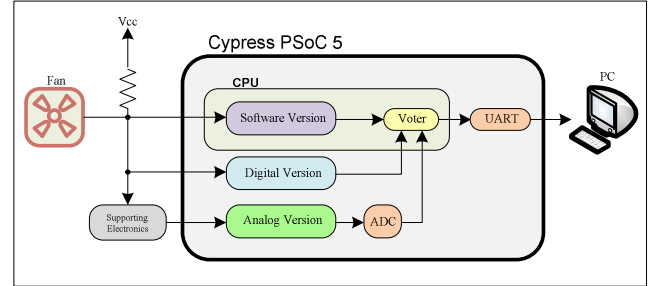 Vcc
Cypress PSoC 5
Fan
CPU
PC
Software Version
Voter
UART
Digital Version
Supporting
Electronics
Analog Version
ADC